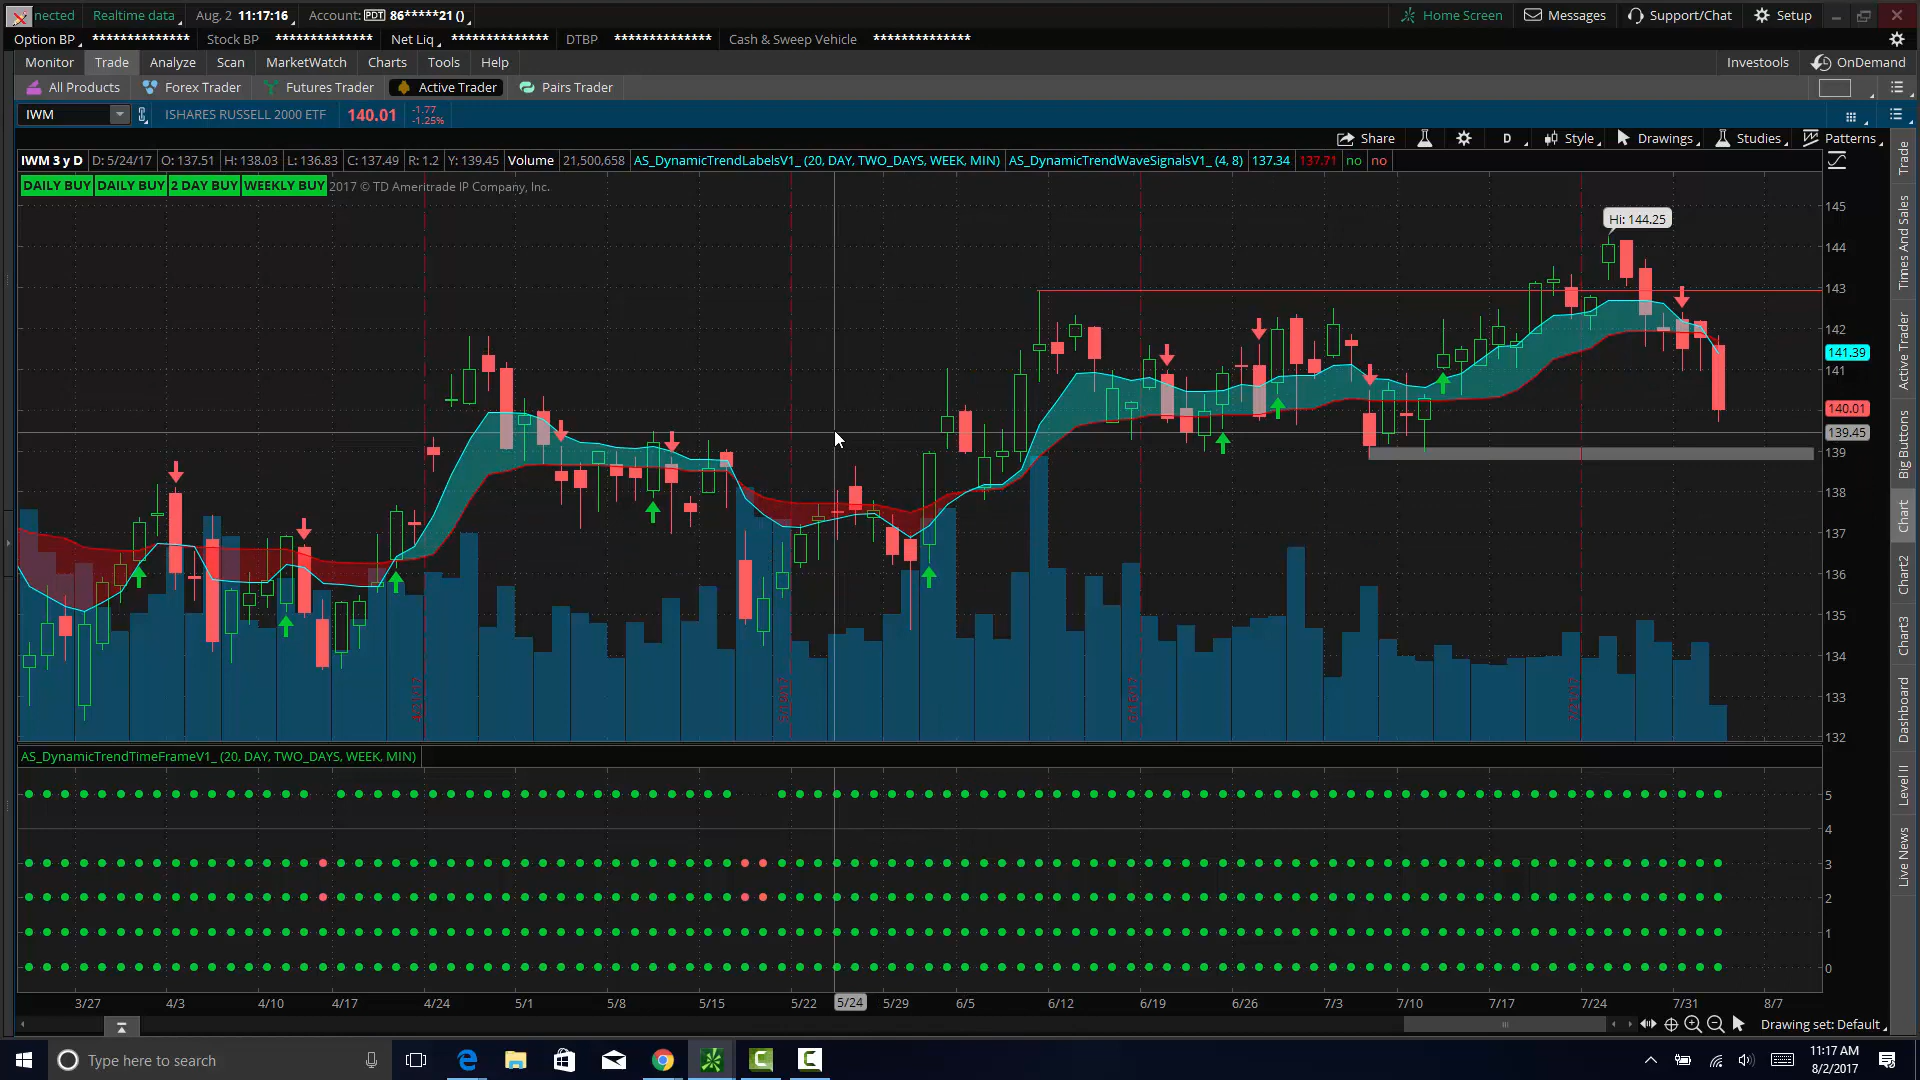 nected Realtime data Aug. 2 11:17:16 Account: PDT 86*****21 () Home Screen Messages Support/Chat Setup
Option BP ************** Stock BP ************** Net Liq ************** DTBP ************** Cash & Sweep Vehicle **************
Monitor Trade Analyze Scan MarketWatch Charts Tools Help Investools OnDemand
All Products Forex Trader Futures Trader Active Trader Pairs Trader
IWM ISHARES RUSSELL 2000 ETF 140.01 -1.77
-1.25%
Share D Style Drawings Studies Patterns
IWM 3 y D D: 5/24/17 O: 137.51 H: 138.03 L: 136.83 C: 137.49 R: 1.2 Y: 139.45 Volume 21,500,658 AS_DynamicTrendLabelsV1_ (20, DAY, TWO_DAYS, WEEK, MIN) AS_DynamicTrendWaveSignalsV1_ (4, 8) 137.34 137.71 no no
DAILY BUY DAILY BUY 2 DAY BUY WEEKLY BUY 2017 © TD Ameritrade IP Company, Inc.
Hi: 144.25
145
144
143
142
141.39
141
140.01
139.45
139
138
137
136
135
134
133
132
AS_DynamicTrendTimeFrameV1_ (20, DAY, TWO_DAYS, WEEK, MIN)
5
4
3
2
1
0
3/27 4/3 4/10 4/17 4/24 5/1 5/8 5/15 5/22 5/24 5/29 6/5 6/12 6/19 6/26 7/3 7/10 7/17 7/24 7/31 8/7
Drawing set: Default
Trade
Times And Sales
Active Trader
Big Buttons
Chart
Chart2
Chart3
Dashboard
Level II
Live News
Type here to search
11:17 AM
8/2/2017